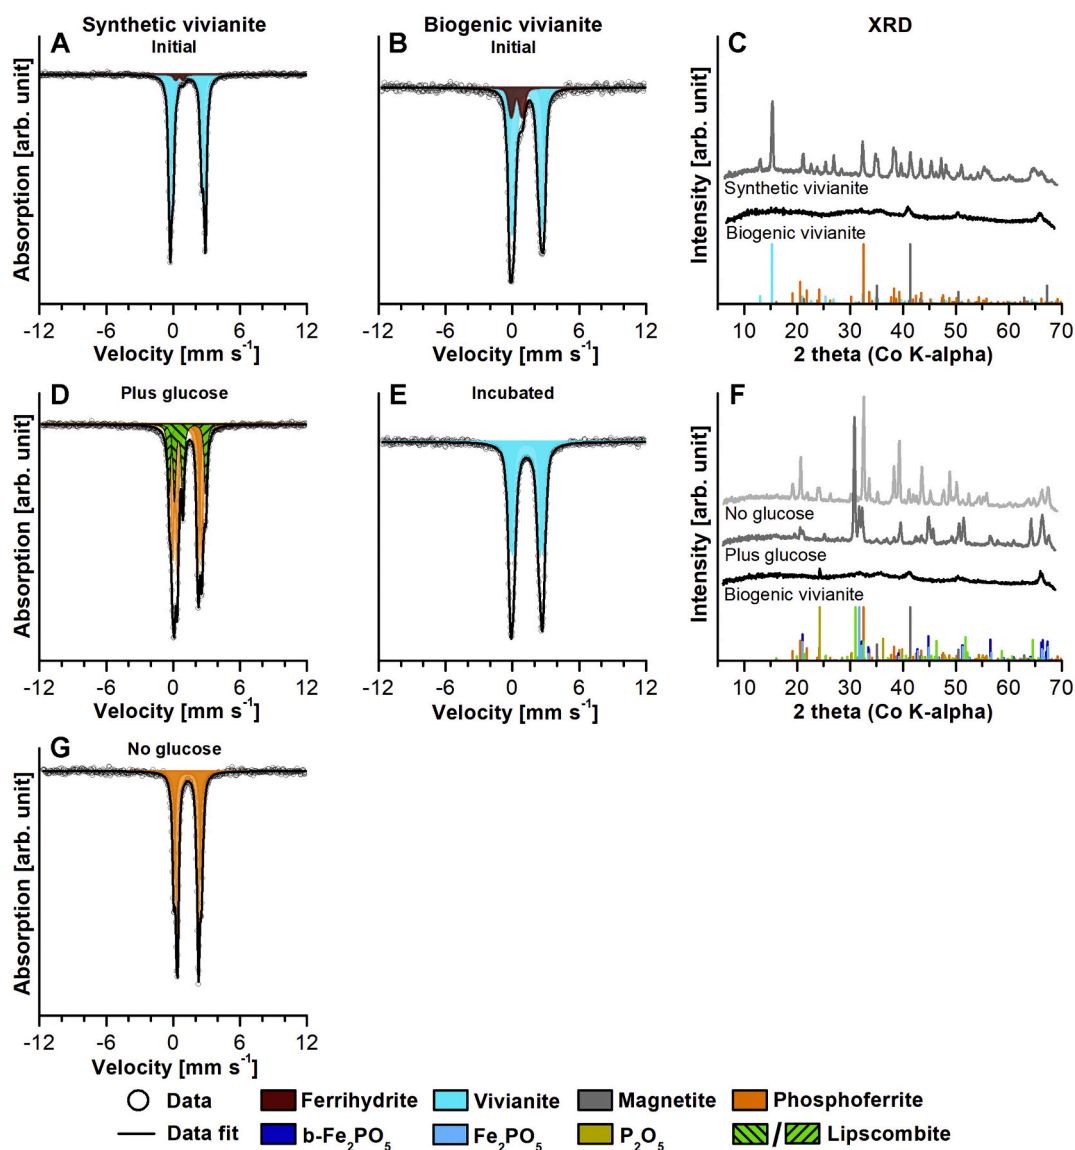 Synthetic vivianite
Biogenic vivianite
XRD
A
Initial
B
Initial
C
Absorption [arb. unit]
Absorption [arb. unit]
Intensity [arb. unit]
Synthetic vivianite
Biogenic vivianite
-12 -6 0 6 12
-12 -6 0 6 12
10 20 30 40 50 60 70
Velocity [mm s⁻¹]
Velocity [mm s⁻¹]
2 theta (Co K-alpha)
D
Plus glucose
E
Incubated
F
Absorption [arb. unit]
Absorption [arb. unit]
Intensity [arb. unit]
No glucose
Plus glucose
Biogenic vivianite
-12 -6 0 6 12
-12 -6 0 6 12
10 20 30 40 50 60 70
Velocity [mm s⁻¹]
Velocity [mm s⁻¹]
2 theta (Co K-alpha)
G
No glucose
Absorption [arb. unit]
-12 -6 0 6 12
Velocity [mm s⁻¹]
Data Ferrihydrite Vivianite Magnetite Phosphoferrite
Data fit b-Fe₂PO₅ Fe₂PO₅ P₂O₅ / Lipscombite